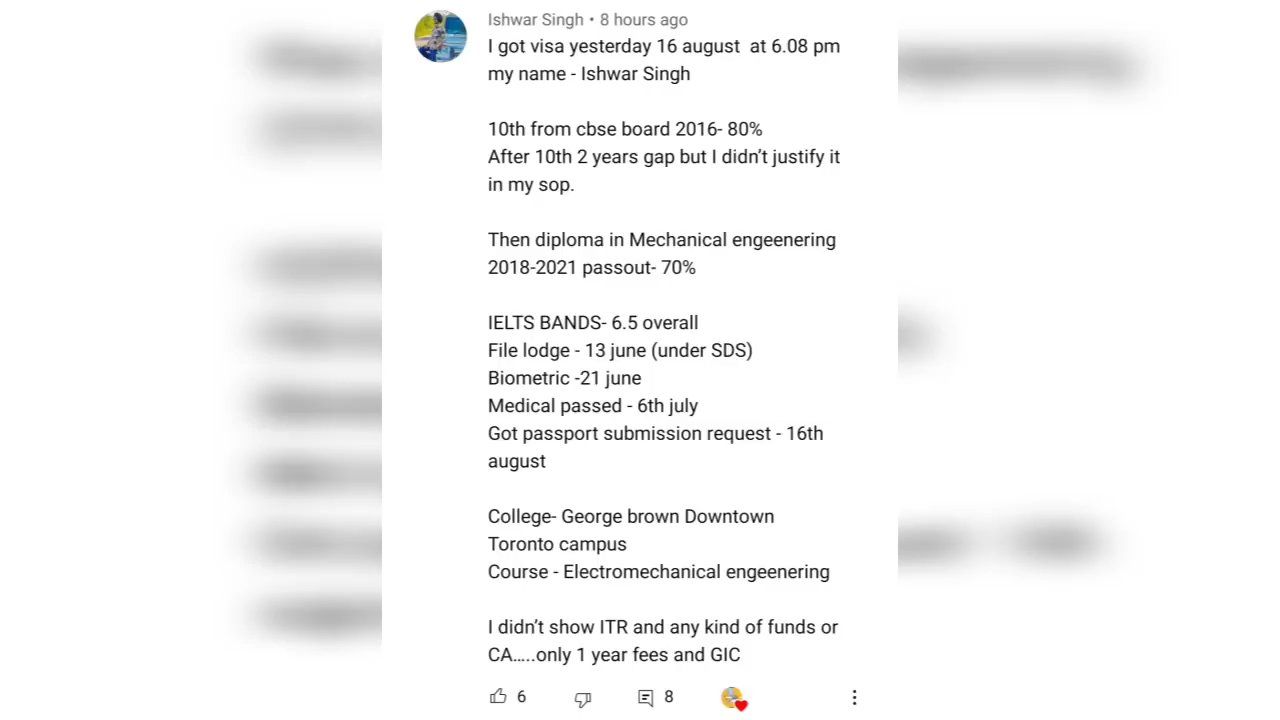 Ishwar Singh • 8 hours ago
I got visa yesterday 16 august at 6.08 pm
my name - Ishwar Singh
10th from cbse board 2016- 80%
After 10th 2 years gap but I didn’t justify it
in my sop.
Then diploma in Mechanical engeenering
2018-2021 passout- 70%
IELTS BANDS- 6.5 overall
File lodge - 13 june (under SDS)
Biometric -21 june
Medical passed - 6th july
Got passport submission request - 16th
august
College- George brown Downtown
Toronto campus
Course - Electromechanical engeenering
I didn’t show ITR and any kind of funds or
CA…..only 1 year fees and GIC
6
8